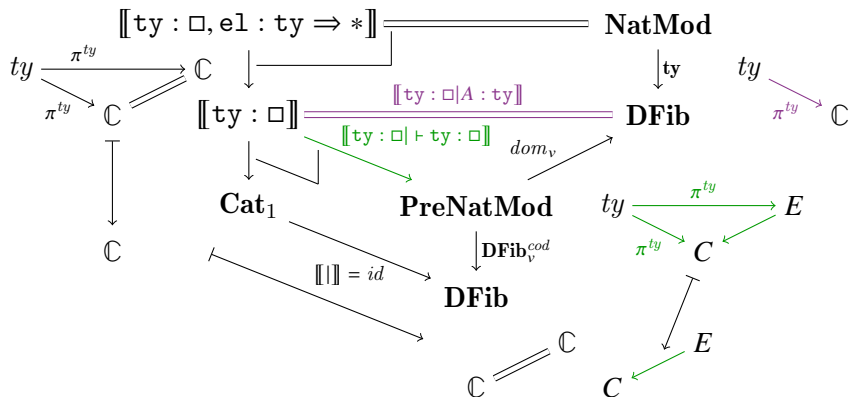 ⟦ty : □, el : ty ⇒ ∗⟧ NatMod
ty π^ty ℂ ty ty
π^ty ℂ ⟦ty : □|A : ty⟧ π^ty ℂ
⟦ty : □⟧ DFib
⟦ty : □| ⊢ ty : □⟧ dom_v
Cat₁ PreNatMod ty π^ty E
ℂ π^ty C
⟦|⟧ = id DFib_v^cod
DFib
ℂ E
ℂ C